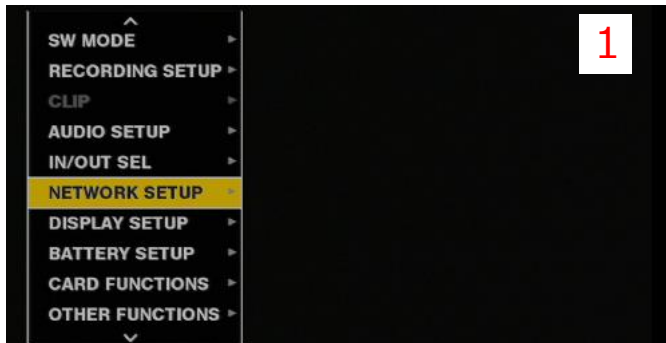 1
SW MODE
RECORDING SETUP
CLIP
AUDIO SETUP
IN/OUT SEL
NETWORK SETUP
DISPLAY SETUP
BATTERY SETUP
CARD FUNCTIONS
OTHER FUNCTIONS